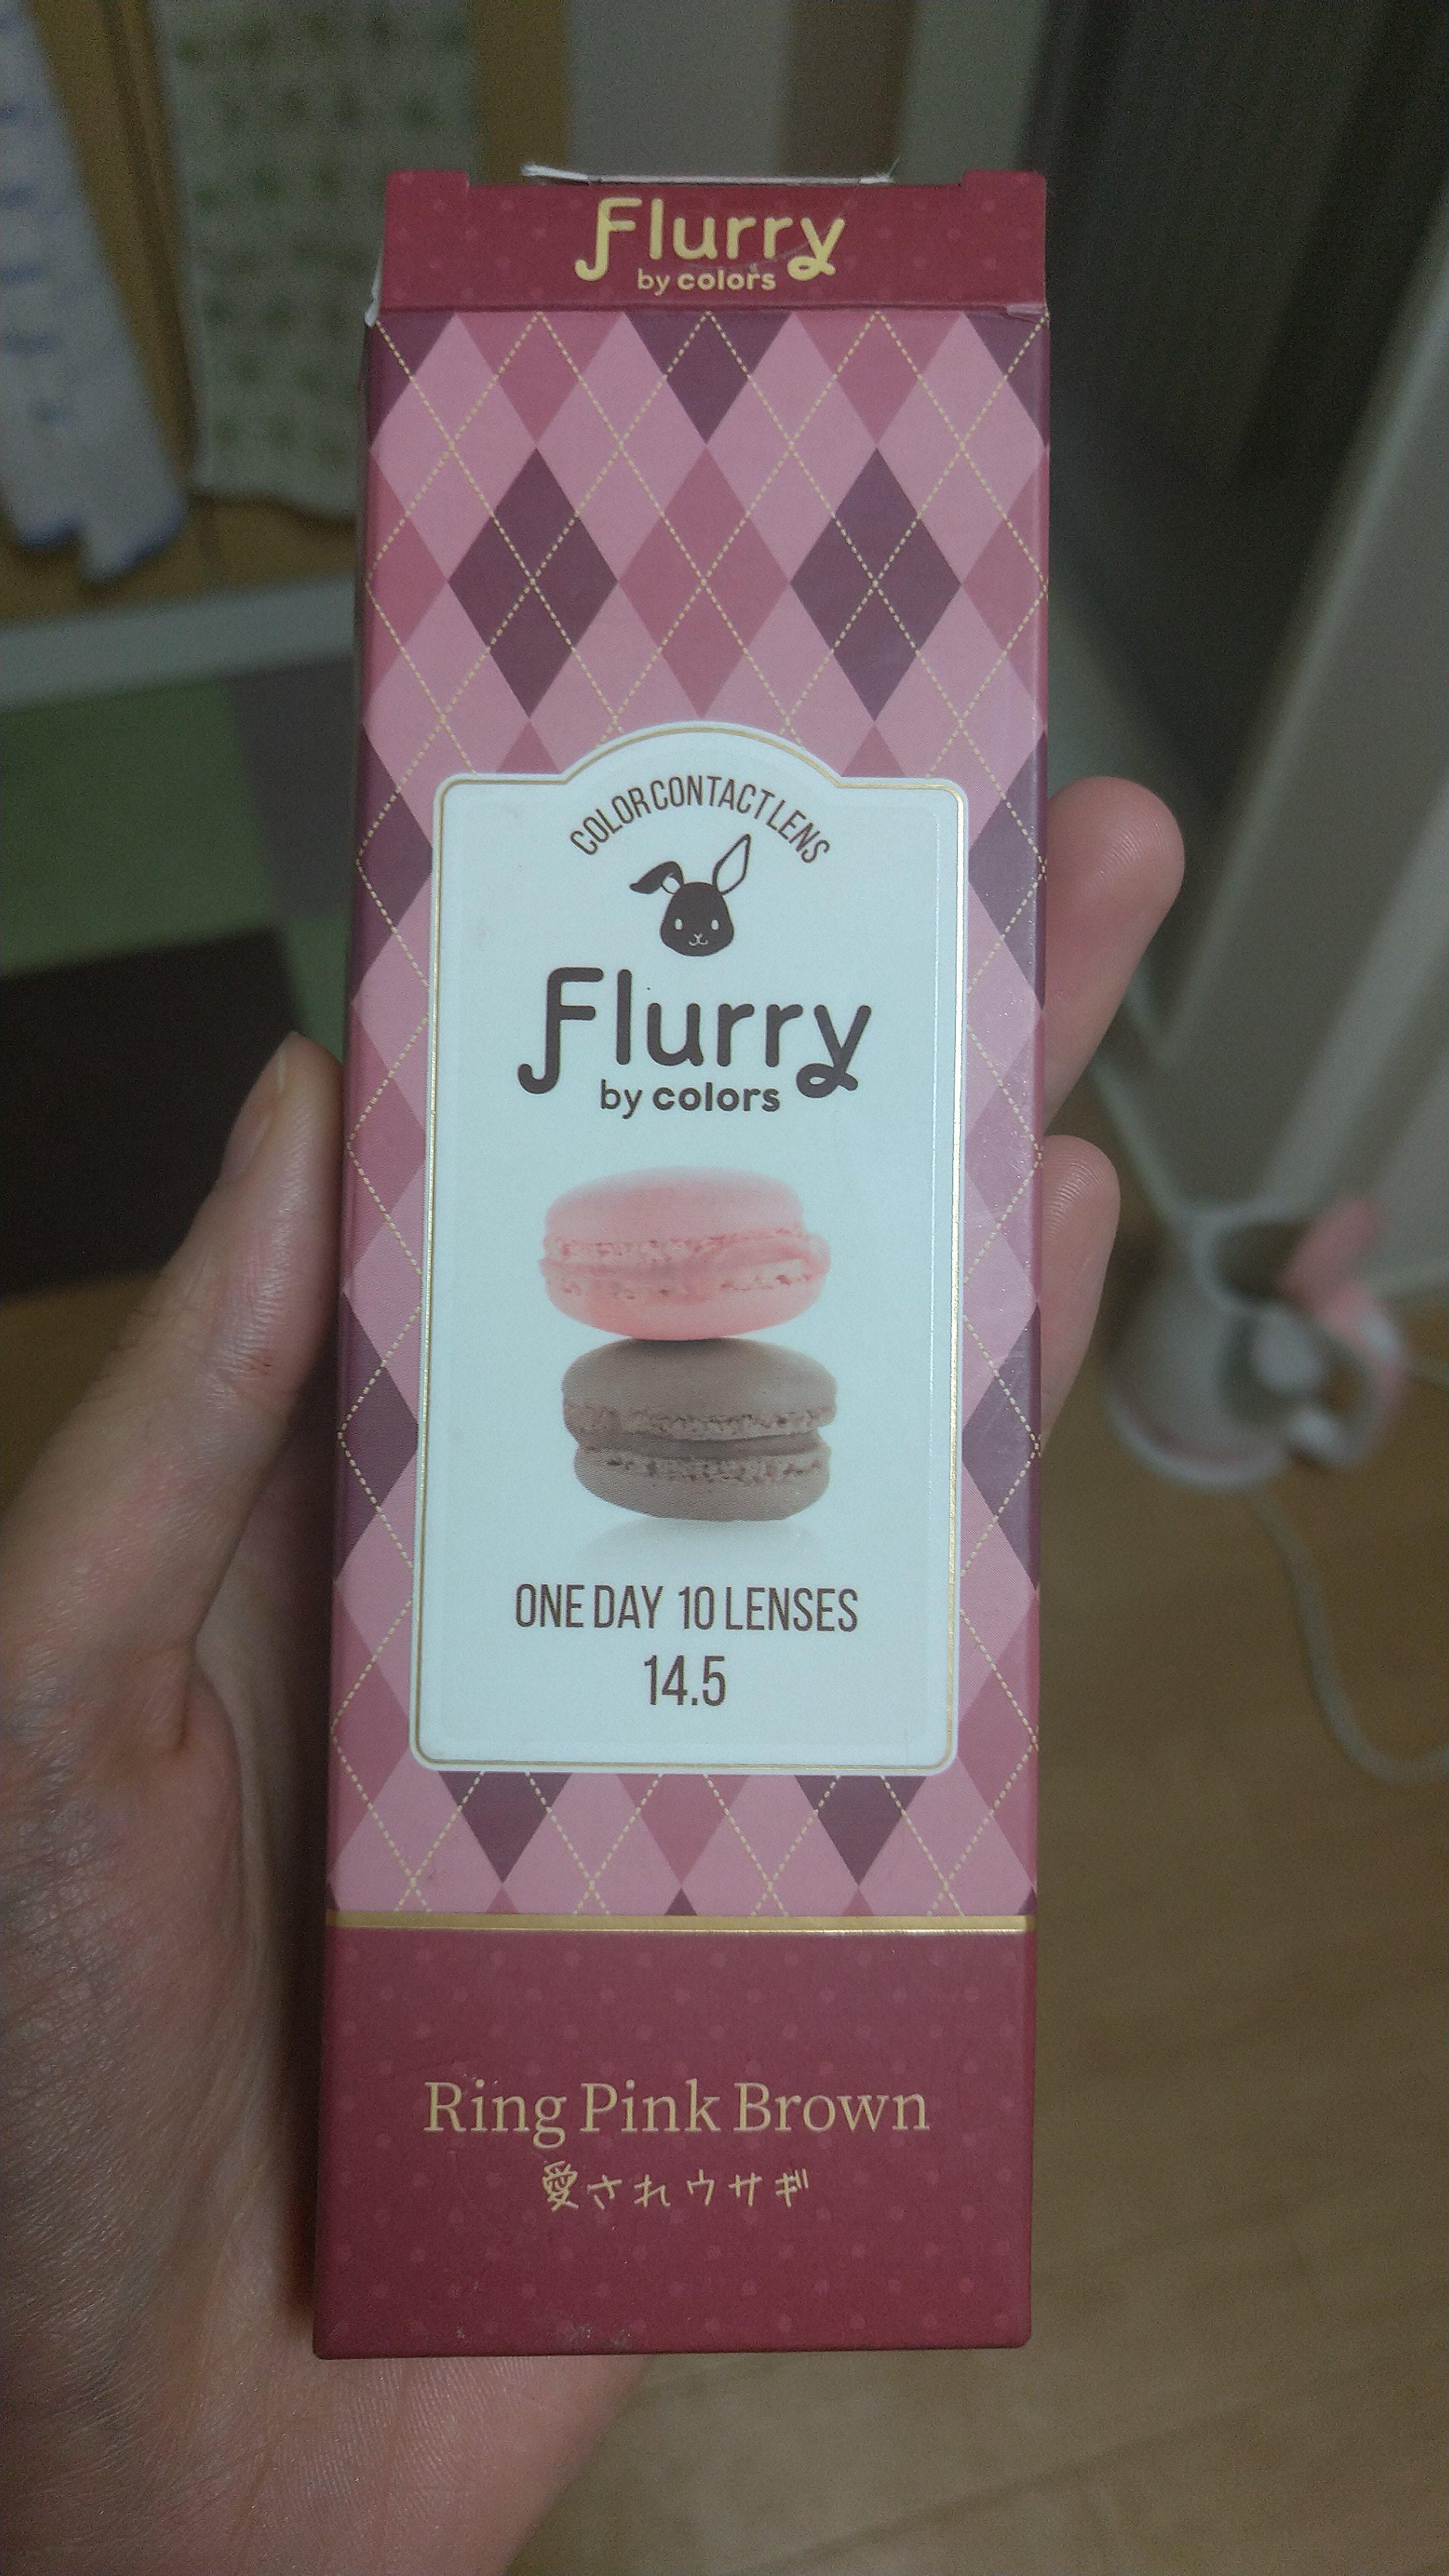 Flurry
by colors
COLOR CONTACT LENS
Flurry
by colors
ONE DAY 10 LENSES
14.5
Ring Pink Brown
愛されウサギ